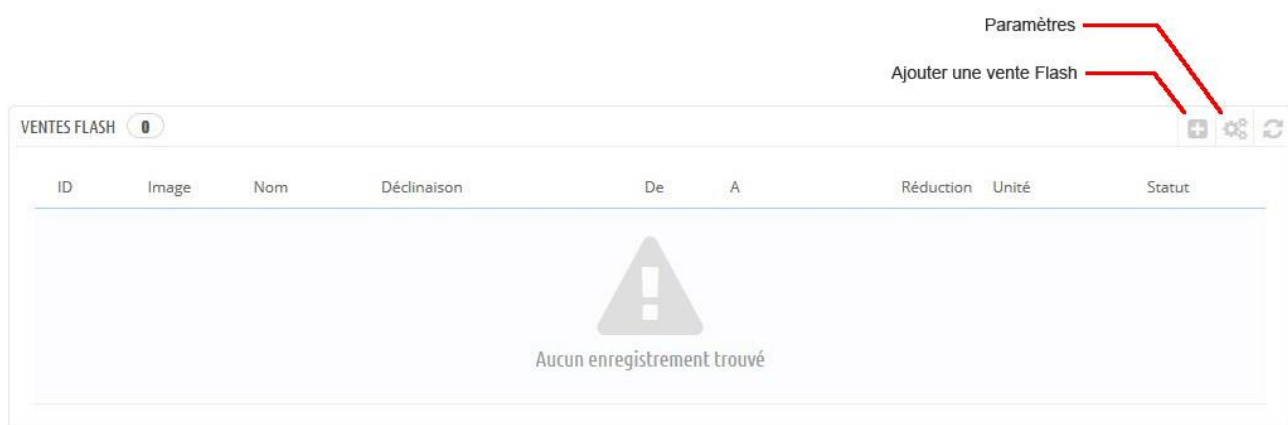 Paramètres
Ajouter une vente Flash
VENTES FLASH 0
ID Image Nom Déclinaison De A Réduction Unité Statut
Aucun enregistrement trouvé